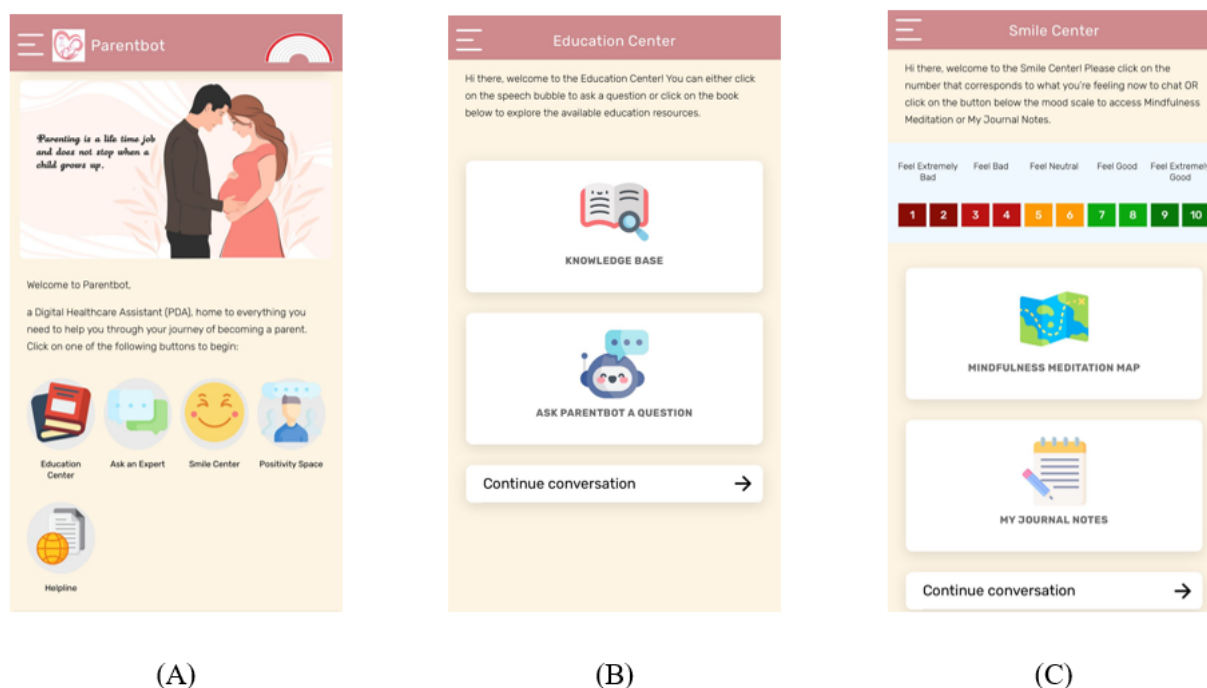 Parentbot
Parenting is a life time job
and does not stop when a
child grows up.
Welcome to Parentbot,
a Digital Healthcare Assistant (PDA), home to everything you
need to help you through your journey of becoming a parent.
Click on one of the following buttons to begin:
Education
Center
Ask an Expert
Smile Center
Positivity Space
Helpline
(A)
Education Center
Hi there, welcome to the Education Center! You can either click
on the speech bubble to ask a question or click on the book
below to explore the available education resources.
KNOWLEDGE BASE
ASK PARENTBOT A QUESTION
Continue conversation
(B)
Smile Center
Hi there, welcome to the Smile Center! Please click on the
number that corresponds to what you're feeling now to chat OR
click on the button below the mood scale to access Mindfulness
Meditation or My Journal Notes.
Feel Extremely
Bad
Feel Bad
Feel Neutral
Feel Good
Feel Extremely
Good
1 2 3 4 5 6 7 8 9 10
MINDFULNESS MEDITATION MAP
MY JOURNAL NOTES
Continue conversation
(C)